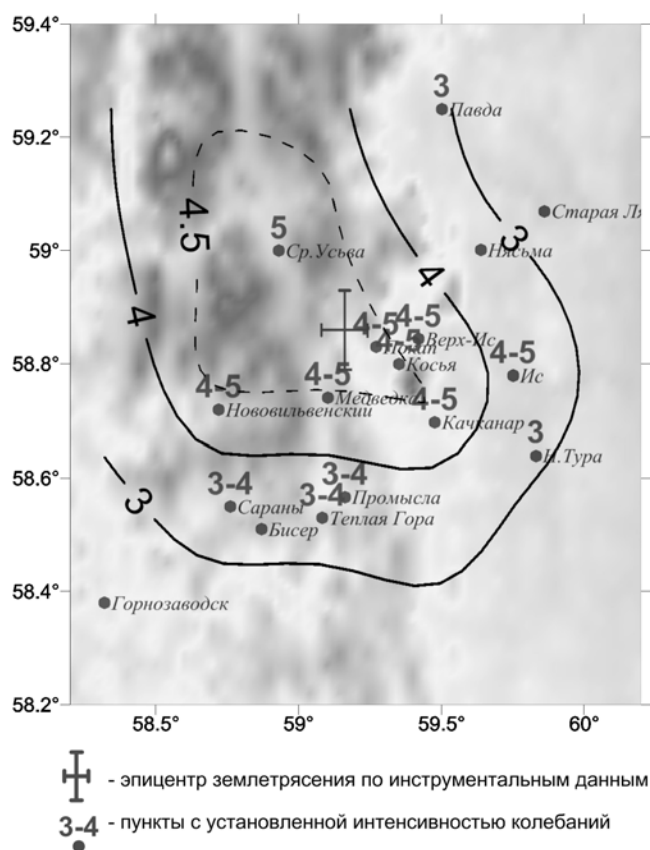 59.4°
3
Павда
59.2°
Старая Ля
4.5
5
Ср.Усьва
59°
Нясьма
3
4
4
4-5
4-5
Верх-Ис
4-5
Покап
58.8°
Косья
4-5
Ис
4-5
4-5
4-5
Медведка
Нововильвенский
Качканар
3
Н.Тура
3
3-4
3-4
Промысла
3-4
Сараны
Теплая Гора
Бисер
58.4°
Горнозаводск
58.6°
58.2°
58.5°
59°
59.5°
60°
- эпицентр землетрясения по инструментальным данным
3-4 - пункты с установленной интенсивностью колебаний